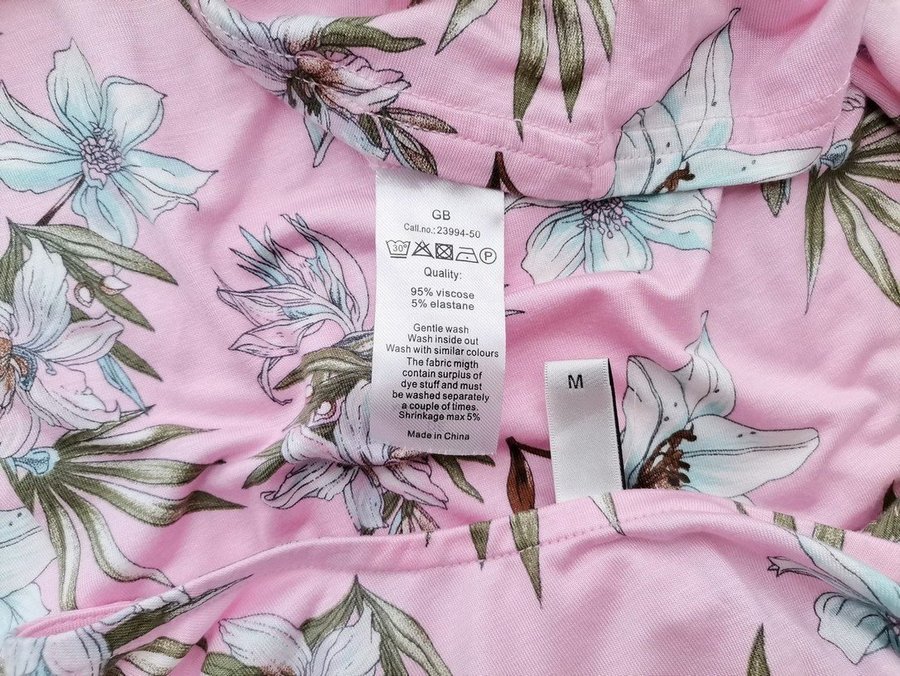 GB
Call.no.:23994-50
30° P
Quality:
95% viscose
5% elastane
Gentle wash
Wash inside out
Wash with similar colours
The fabric migth
contain surplus of
dye stuff and must
be washed separately
a couple of times.
Shrinkage max 5%
Made in China
M